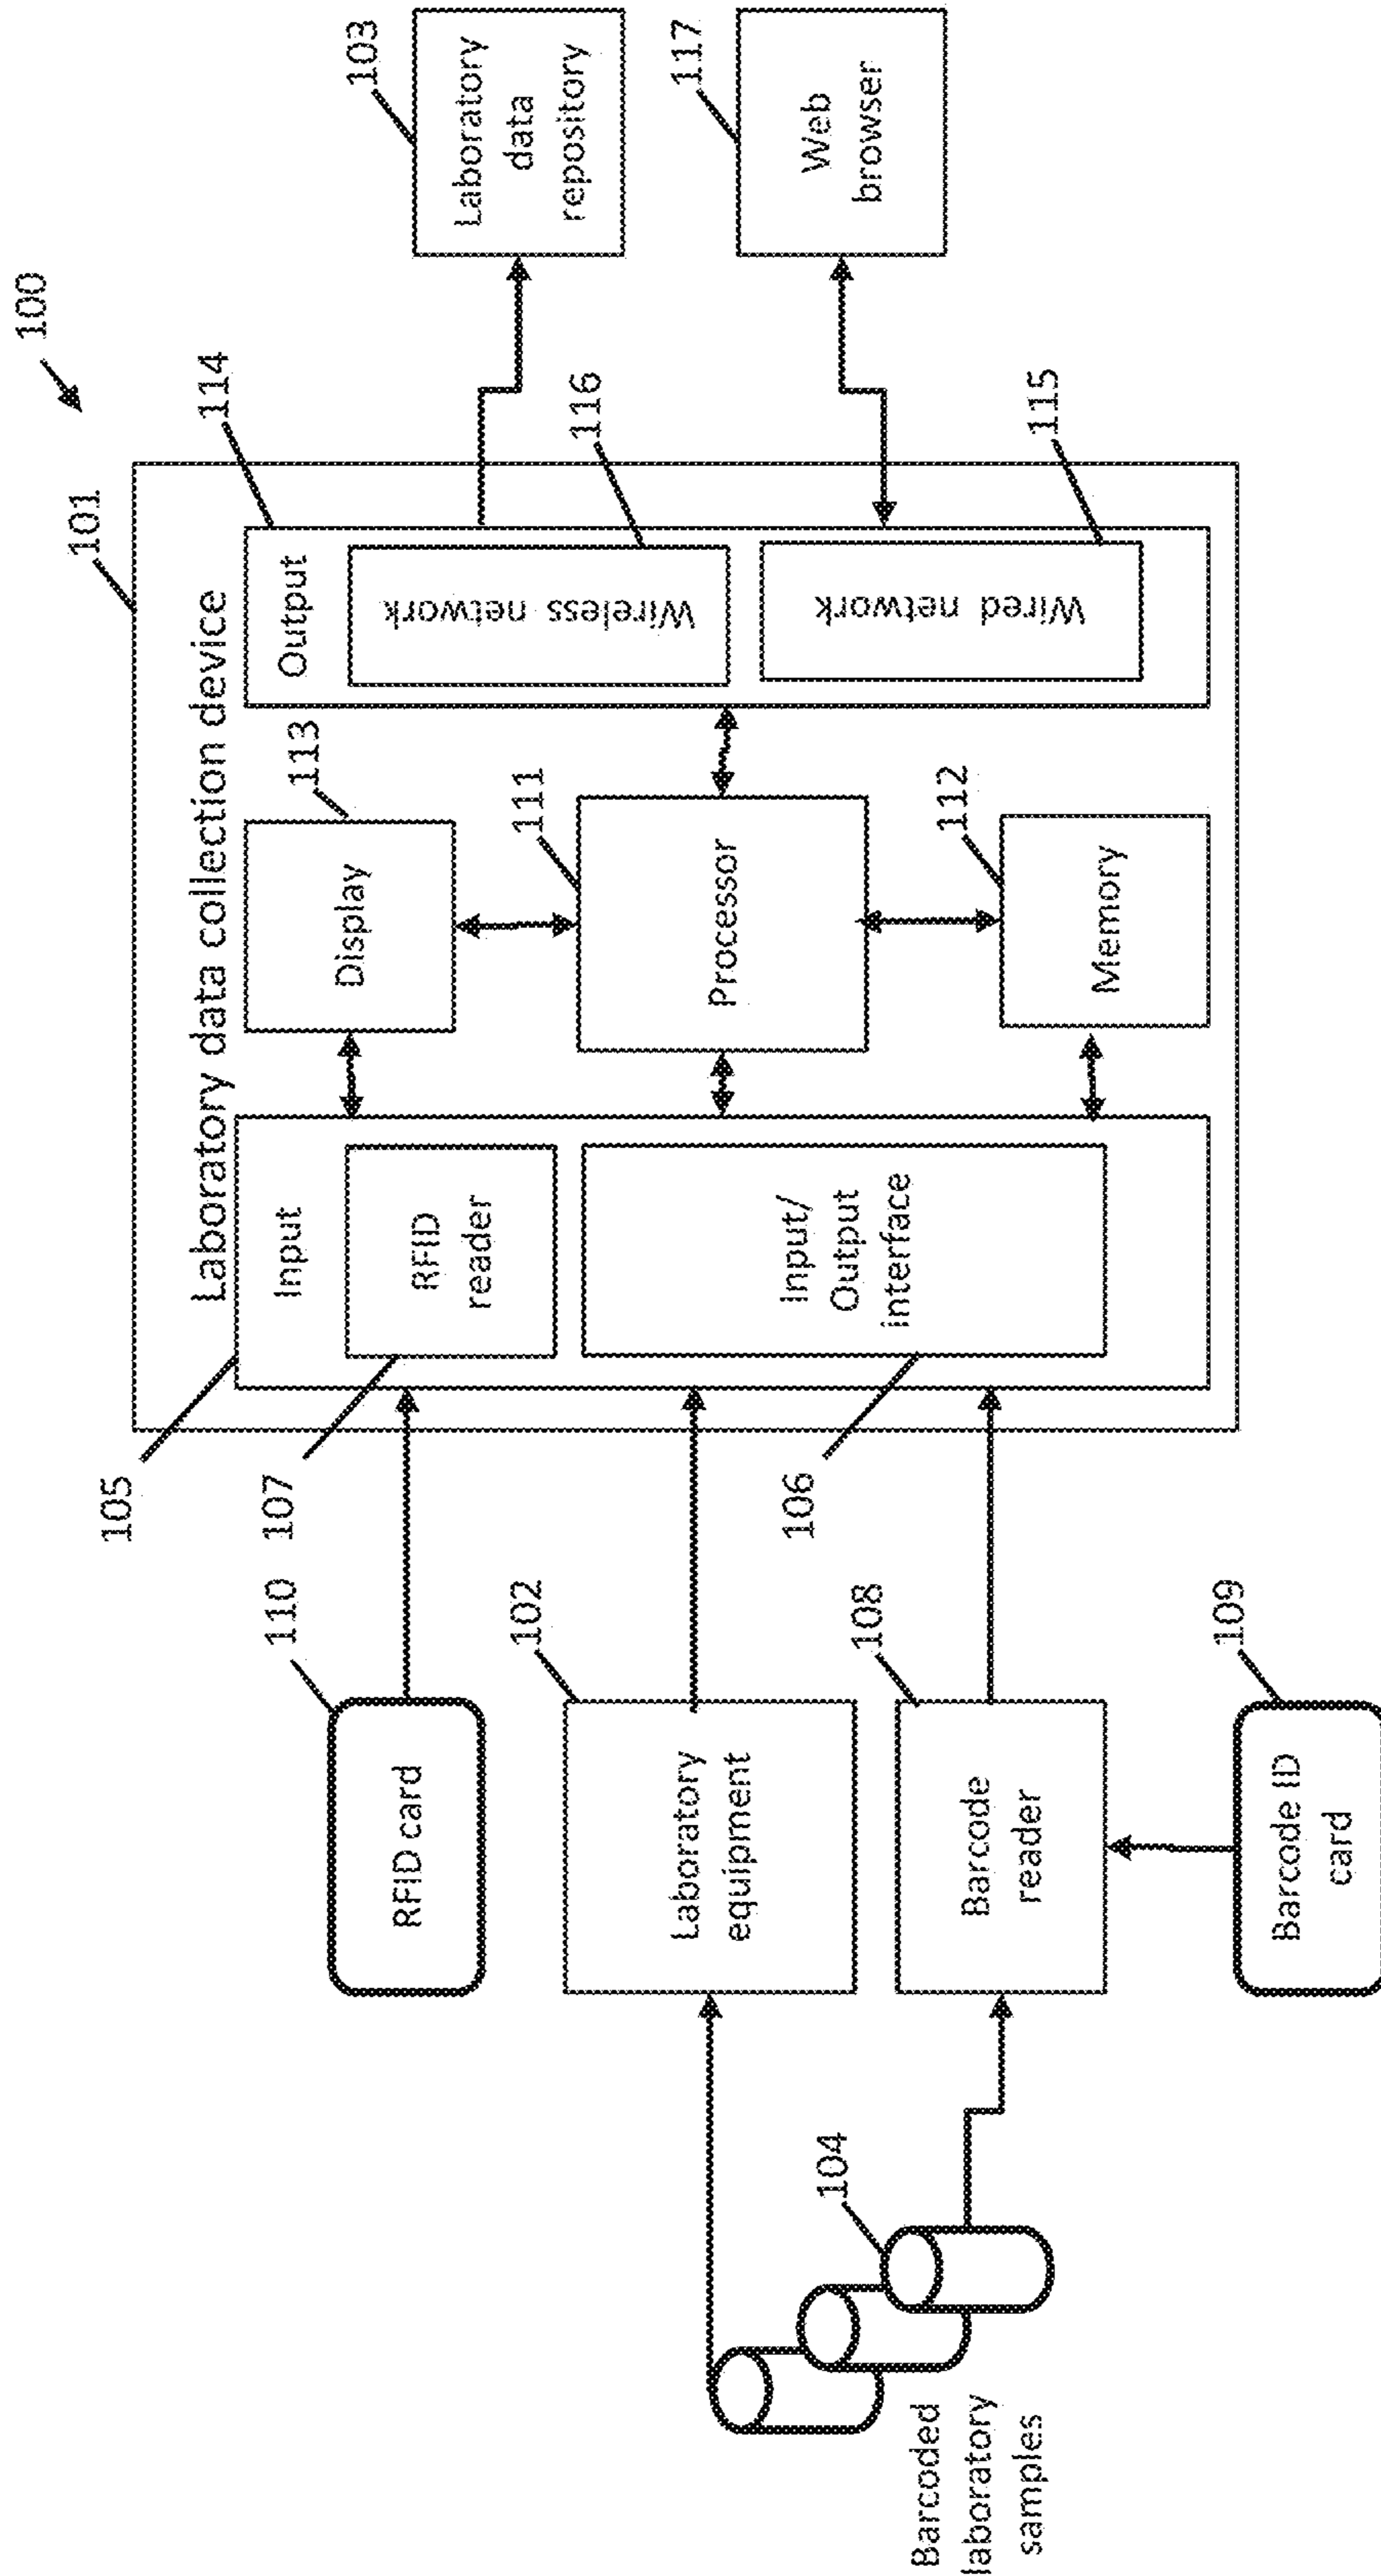 100
101
Laboratory data collection device
105
Input
107
RFID
reader
106
Input/
Output
interface
113
Display
111
Processor
112
Memory
114
Output
116
Wireless network
115
Wired network
103
Laboratory
data
repository
117
Web
browser
110
RFID card
102
Laboratory
equipment
108
Barcode
reader
109
Barcode ID
card
104
Barcoded
laboratory
samples